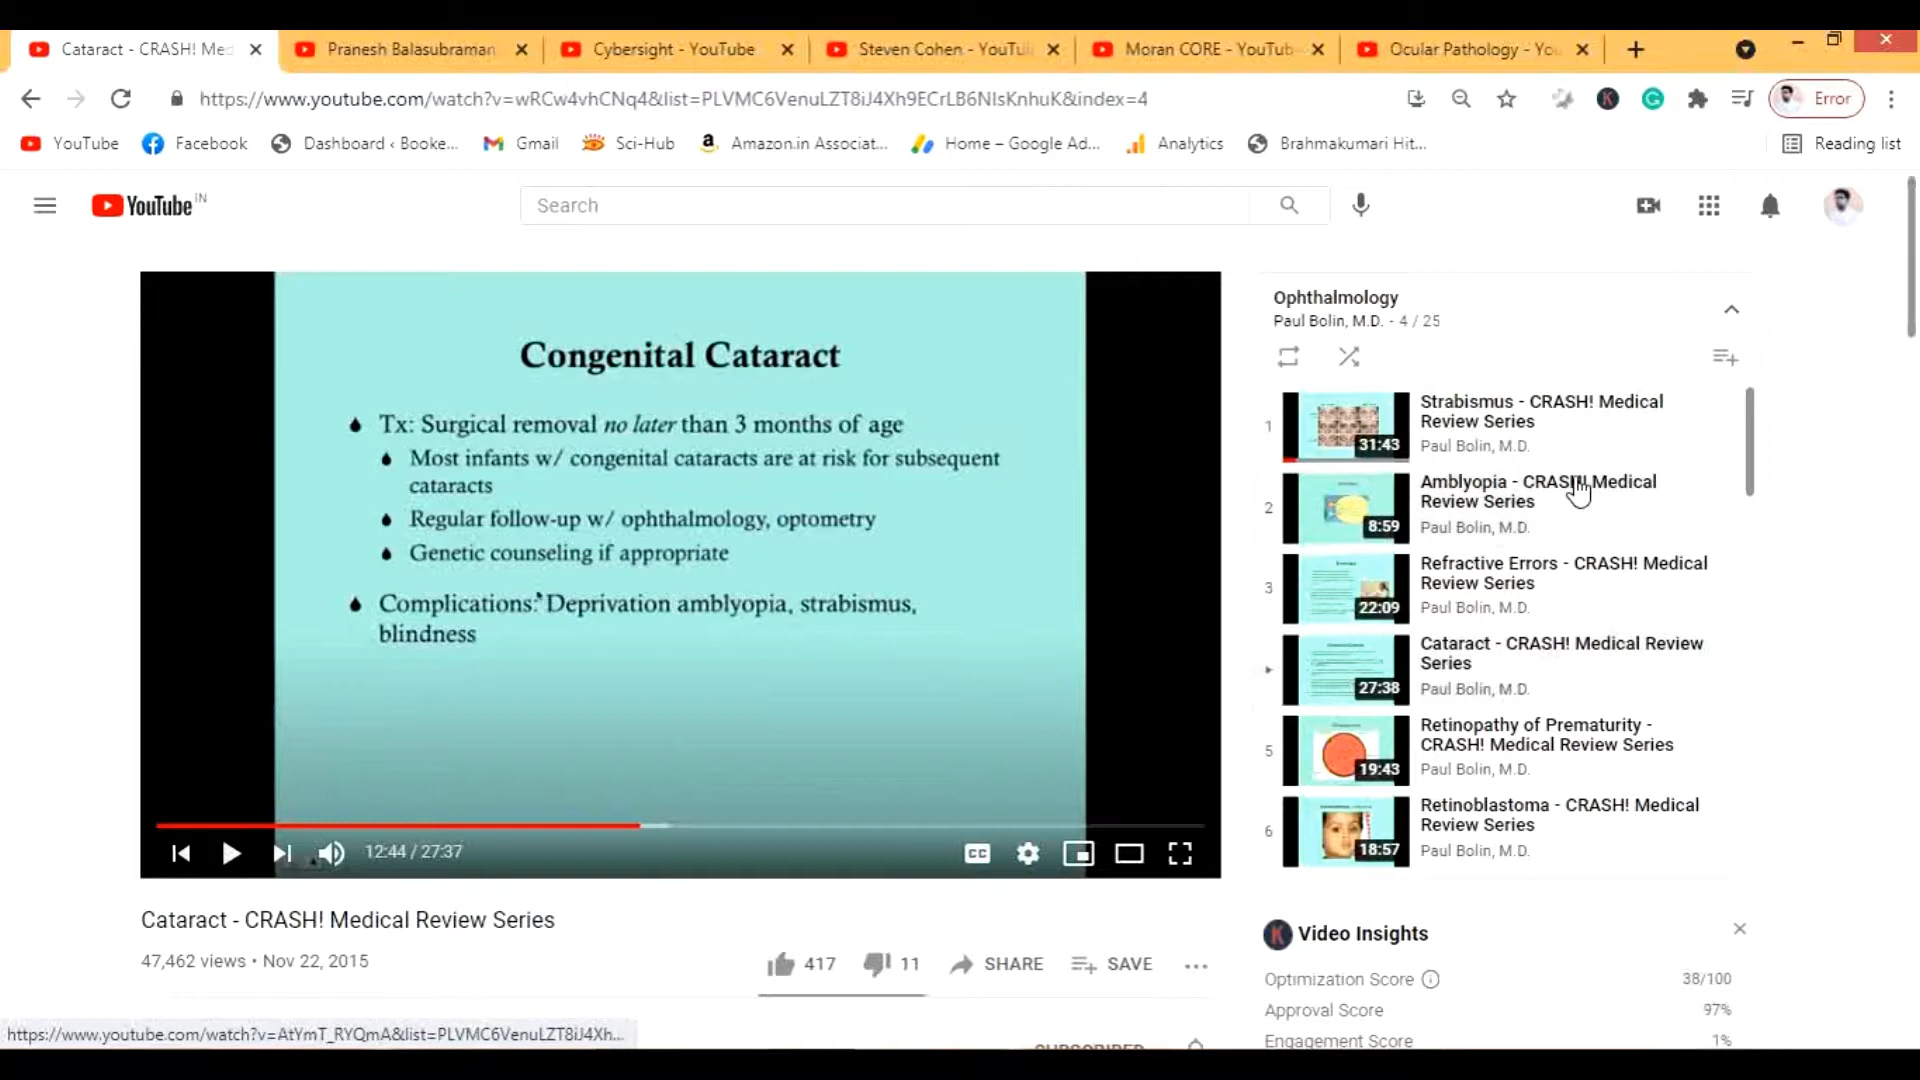 Cataract - CRASH! Med
Pranesh Balasubraman
Cybersight - YouTube
Steven Cohen - YouTu
Moran CORE - YouTub
Ocular Pathology - You
https://www.youtube.com/watch?v=wRCw4vhCNq4&list=PLVMC6VenuLZT8iJ4Xh9ECrLB6NIsKnhuK&index=4
Error
YouTube
Facebook
Dashboard ‹ Booke...
Gmail
Sci-Hub
Amazon.in Associat...
Home – Google Ad...
Analytics
Brahmakumari Hit...
Reading list
YouTube IN
Search
Congenital Cataract
Tx: Surgical removal no later than 3 months of age
Most infants w/ congenital cataracts are at risk for subsequent
cataracts
Regular follow-up w/ ophthalmology, optometry
Genetic counseling if appropriate
Complications: Deprivation amblyopia, strabismus,
blindness
12:44 / 27:37
CC
Ophthalmology
Paul Bolin, M.D. - 4 / 25
1
31:43
Strabismus - CRASH! Medical
Review Series
Paul Bolin, M.D.
2
8:59
Amblyopia - CRASH! Medical
Review Series
Paul Bolin, M.D.
3
22:09
Refractive Errors - CRASH! Medical
Review Series
Paul Bolin, M.D.
27:38
Cataract - CRASH! Medical Review
Series
Paul Bolin, M.D.
5
19:43
Retinopathy of Prematurity -
CRASH! Medical Review Series
Paul Bolin, M.D.
6
18:57
Retinoblastoma - CRASH! Medical
Review Series
Paul Bolin, M.D.
Cataract - CRASH! Medical Review Series
47,462 views • Nov 22, 2015
417
11
SHARE
SAVE
K Video Insights
Optimization Score 38/100
Approval Score 97%
Engagement Score 1%
SUBSCRIBED
https://www.youtube.com/watch?v=AtYmT_RYQmA&list=PLVMC6VenuLZT8iJ4Xh...